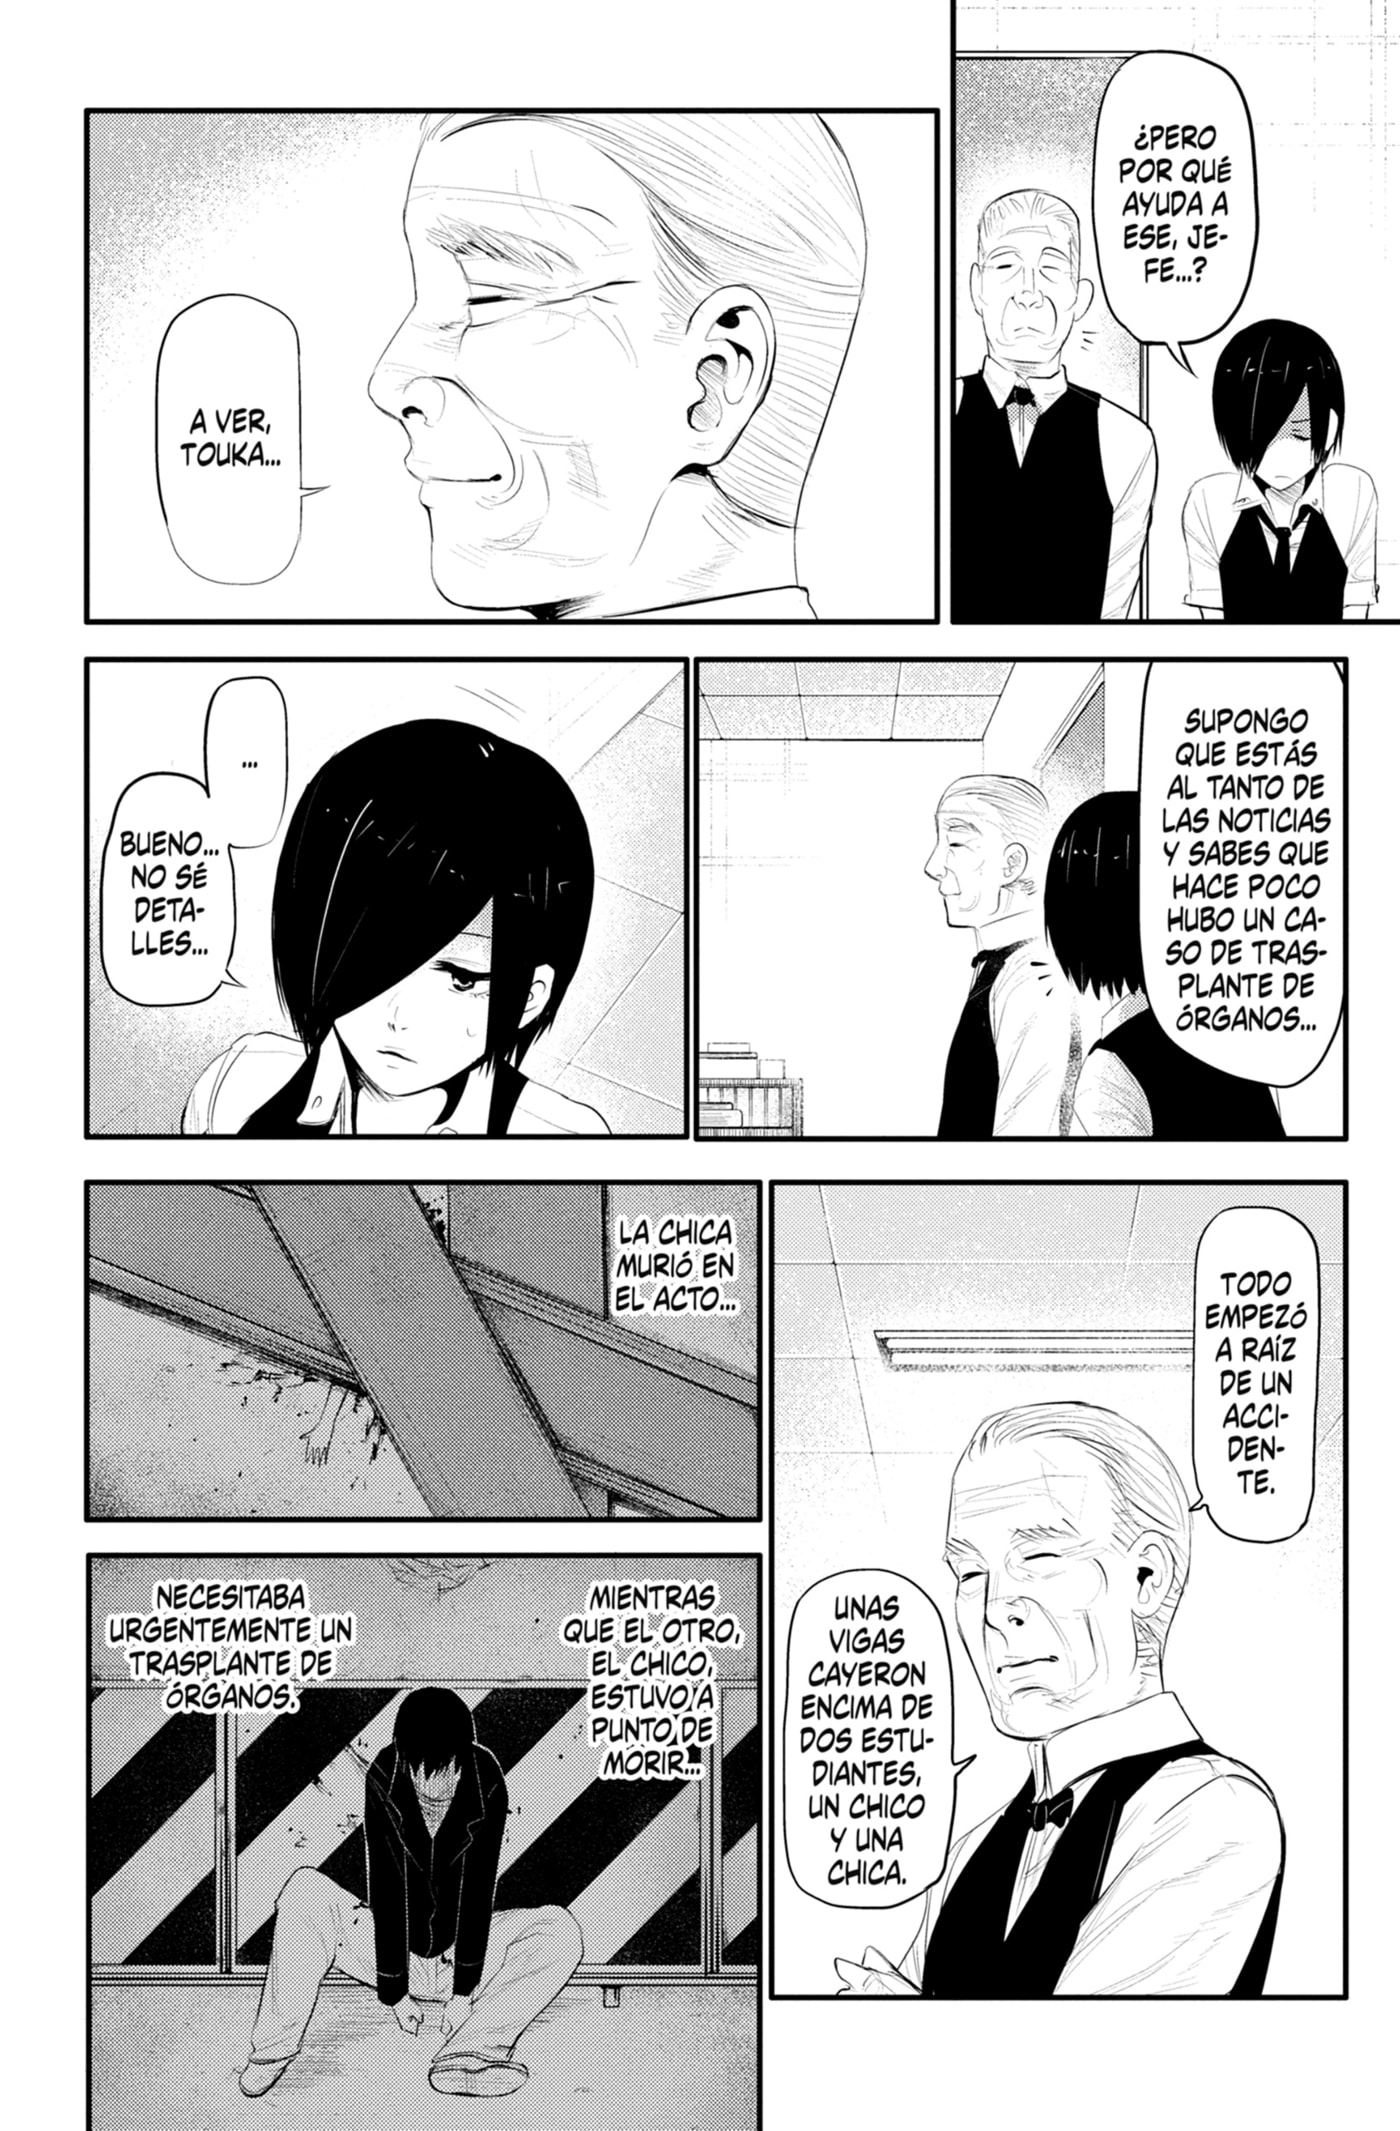 ¿PERO
POR QUÉ
AYUDA A
ESE, JE-
FE...?
A VER,
TOUKA...
SUPONGO
QUE ESTÁS
AL TANTO DE
LAS NOTICIAS
Y SABES QUE
HACE POCO
HUBO UN CA-
SO DE TRAS-
PLANTE DE
ÓRGANOS...
...
BUENO...
NO SÉ
DETA-
LLES...
TODO
EMPEZÓ
A RAÍZ
DE UN
ACCI-
DEN-
TE.
UNAS
VIGAS
CAYERON
ENCIMA DE
DOS ESTU-
DIANTES,
UN CHICO
Y UNA
CHICA.
LA CHICA
MURIÓ EN
EL ACTO...
MIENTRAS
QUE EL OTRO,
EL CHICO,
ESTUVO A
PUNTO DE
MORIR...
NECESITABA
URGENTEMENTE UN
TRASPLANTE DE
ÓRGANOS.